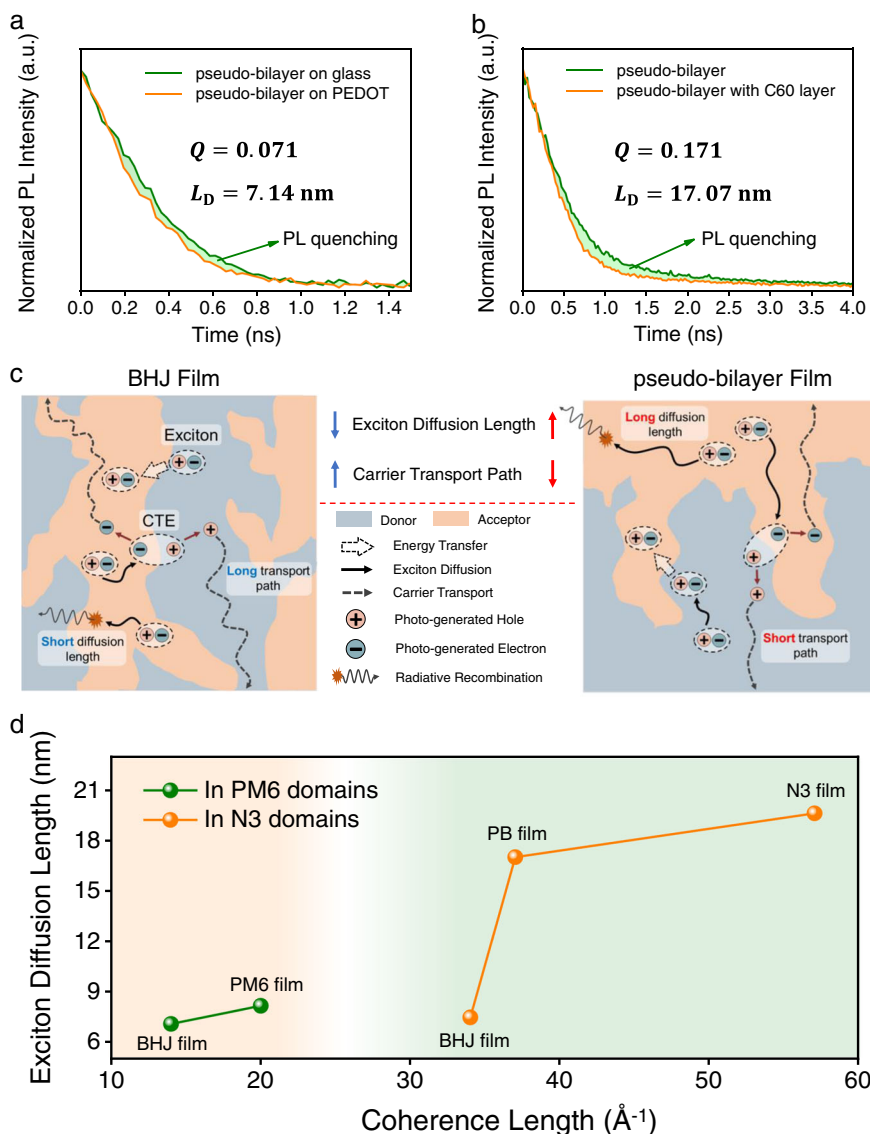 a
Normalized PL Intensity (a.u.)
pseudo-bilayer on glass
pseudo-bilayer on PEDOT
Q = 0.071
L_D = 7.14 nm
PL quenching
0.0 0.2 0.4 0.6 0.8 1.0 1.2 1.4
Time (ns)
b
Normalized PL Intensity (a.u.)
pseudo-bilayer
pseudo-bilayer with C60 layer
Q = 0.171
L_D = 17.07 nm
PL quenching
0.0 0.5 1.0 1.5 2.0 2.5 3.0 3.5 4.0
Time (ns)
c
BHJ Film
Exciton
CTE
Long transport
path
Short diffusion
length
Exciton Diffusion Length
Carrier Transport Path
Donor Acceptor
Energy Transfer
Exciton Diffusion
Carrier Transport
Photo-generated Hole
Photo-generated Electron
Radiative Recombination
pseudo-bilayer Film
Long diffusion
length
Short transport
path
d
Exciton Diffusion Length (nm)
21
18
15
12
9
6
In PM6 domains
In N3 domains
N3 film
PB film
PM6 film
BHJ film
BHJ film
10 20 30 40 50 60
Coherence Length (Å⁻¹)